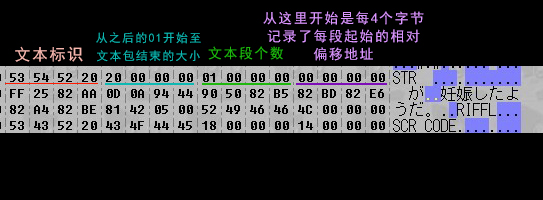 从这里开始是每4个字节
记录了每段起始的相对
偏移地址
从之后的01开始至
文本包结束的大小
文本标识
文本段个数
0 53 54 52 20 20 00 00 00 01 00 00 00 00 00 00 00 STR
0 FF 25 82 AA 0D 0A 94 44 90 50 82 B5 82 BD 82 E6 が..妊娠したよ
0 82 A4 82 BE 81 42 05 00 52 49 46 46 4C 00 00 00 うだ。..RIFFL...
0 53 43 52 20 43 4F 44 45 18 00 00 00 14 00 00 00 SCR CODE........